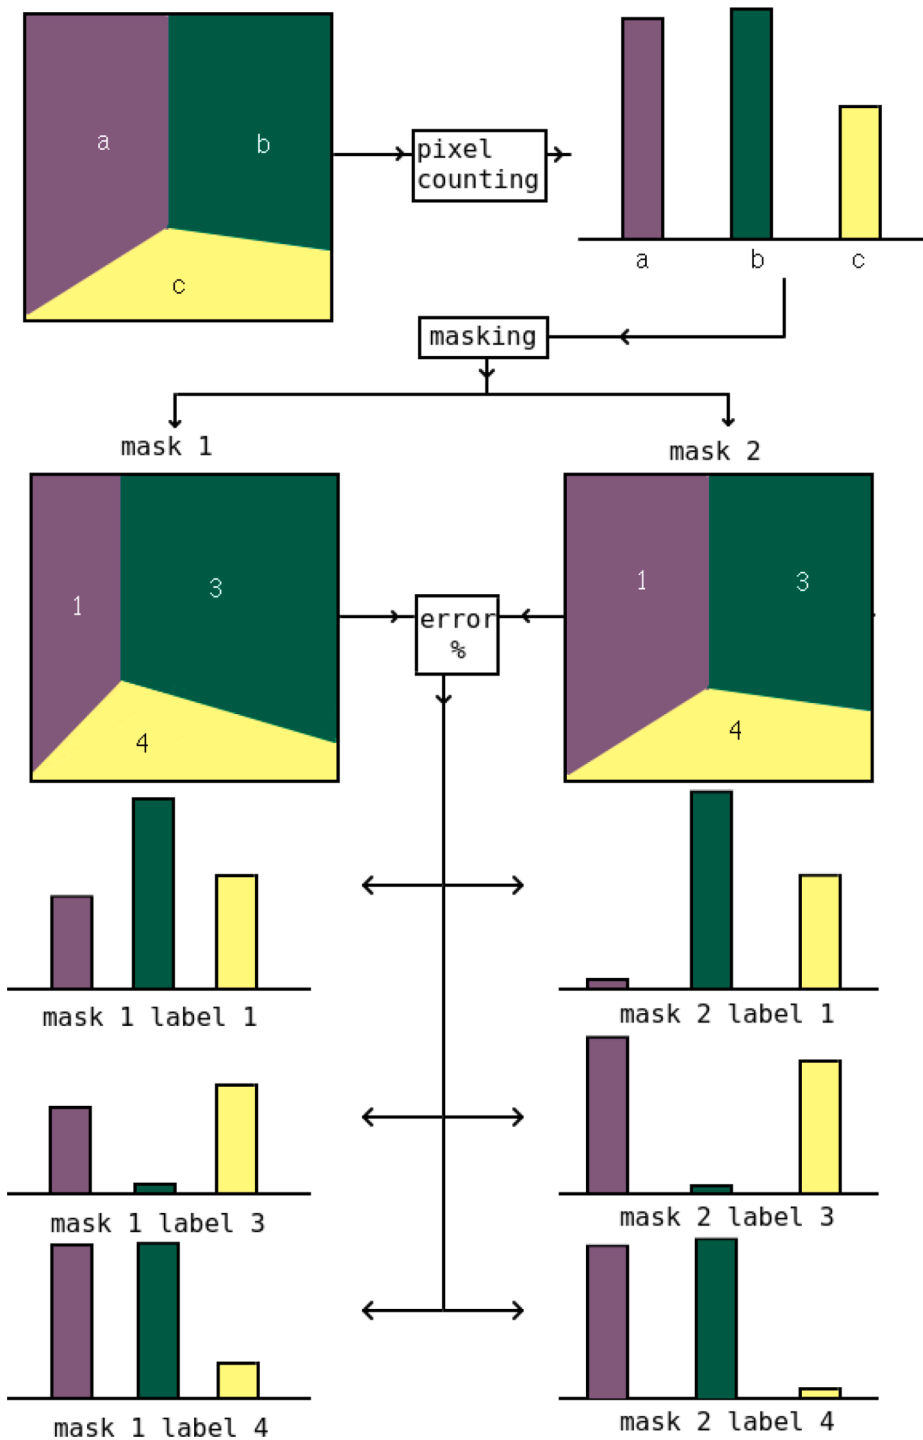 a
b
c
pixel
counting
a b c
masking
mask 1
mask 2
1
3
4
error
%
1
3
4
mask 1 label 1
mask 2 label 1
mask 1 label 3
mask 2 label 3
mask 1 label 4
mask 2 label 4